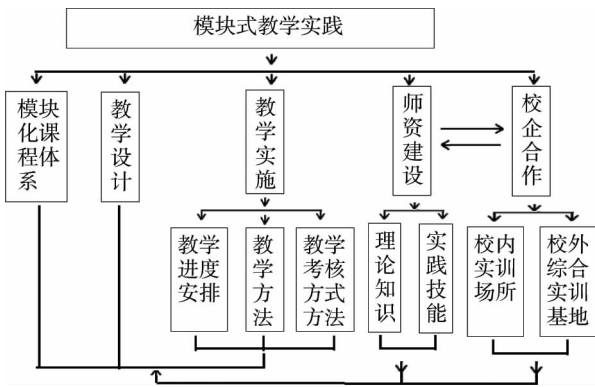 模块式教学实践
模块
化课
程体
系
教
学
设
计
教
学
实
施
师
资
建
设
校
企
合
作
教学
进度
安排
教
学
方
法
教学
考核
方式
方法
理
论
知
识
实
践
技
能
校内
实训
场所
校外
综合
实训
基地